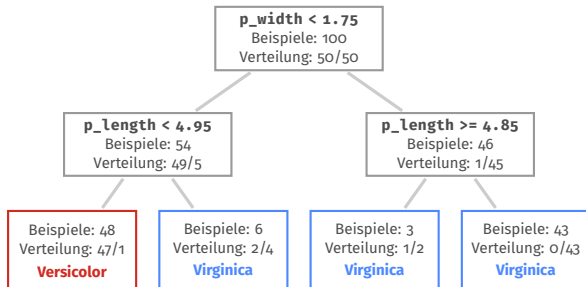 p_width < 1.75
Beispiele: 100
Verteilung: 50/50
p_length < 4.95
Beispiele: 54
Verteilung: 49/5
p_length >= 4.85
Beispiele: 46
Verteilung: 1/45
Beispiele: 48
Verteilung: 47/1
Versicolor
Beispiele: 6
Verteilung: 2/4
Virginica
Beispiele: 3
Verteilung: 1/2
Virginica
Beispiele: 43
Verteilung: 0/43
Virginica